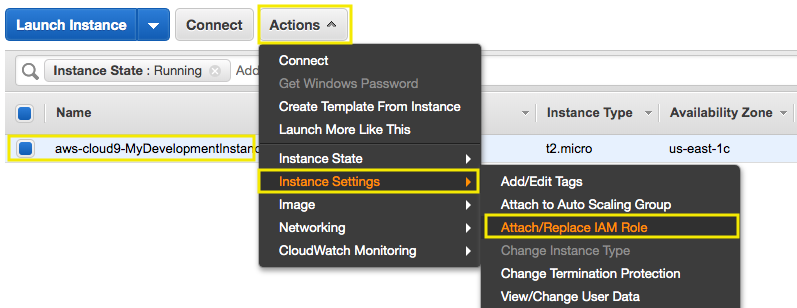 Launch Instance Connect Actions
Instance State : Running Add
Name Instance Type Availability Zone
aws-cloud9-MyDevelopmentInstanc t2.micro us-east-1c
Connect
Get Windows Password
Create Template From Instance
Launch More Like This
Instance State
Instance Settings
Image
Networking
CloudWatch Monitoring
Add/Edit Tags
Attach to Auto Scaling Group
Attach/Replace IAM Role
Change Instance Type
Change Termination Protection
View/Change User Data